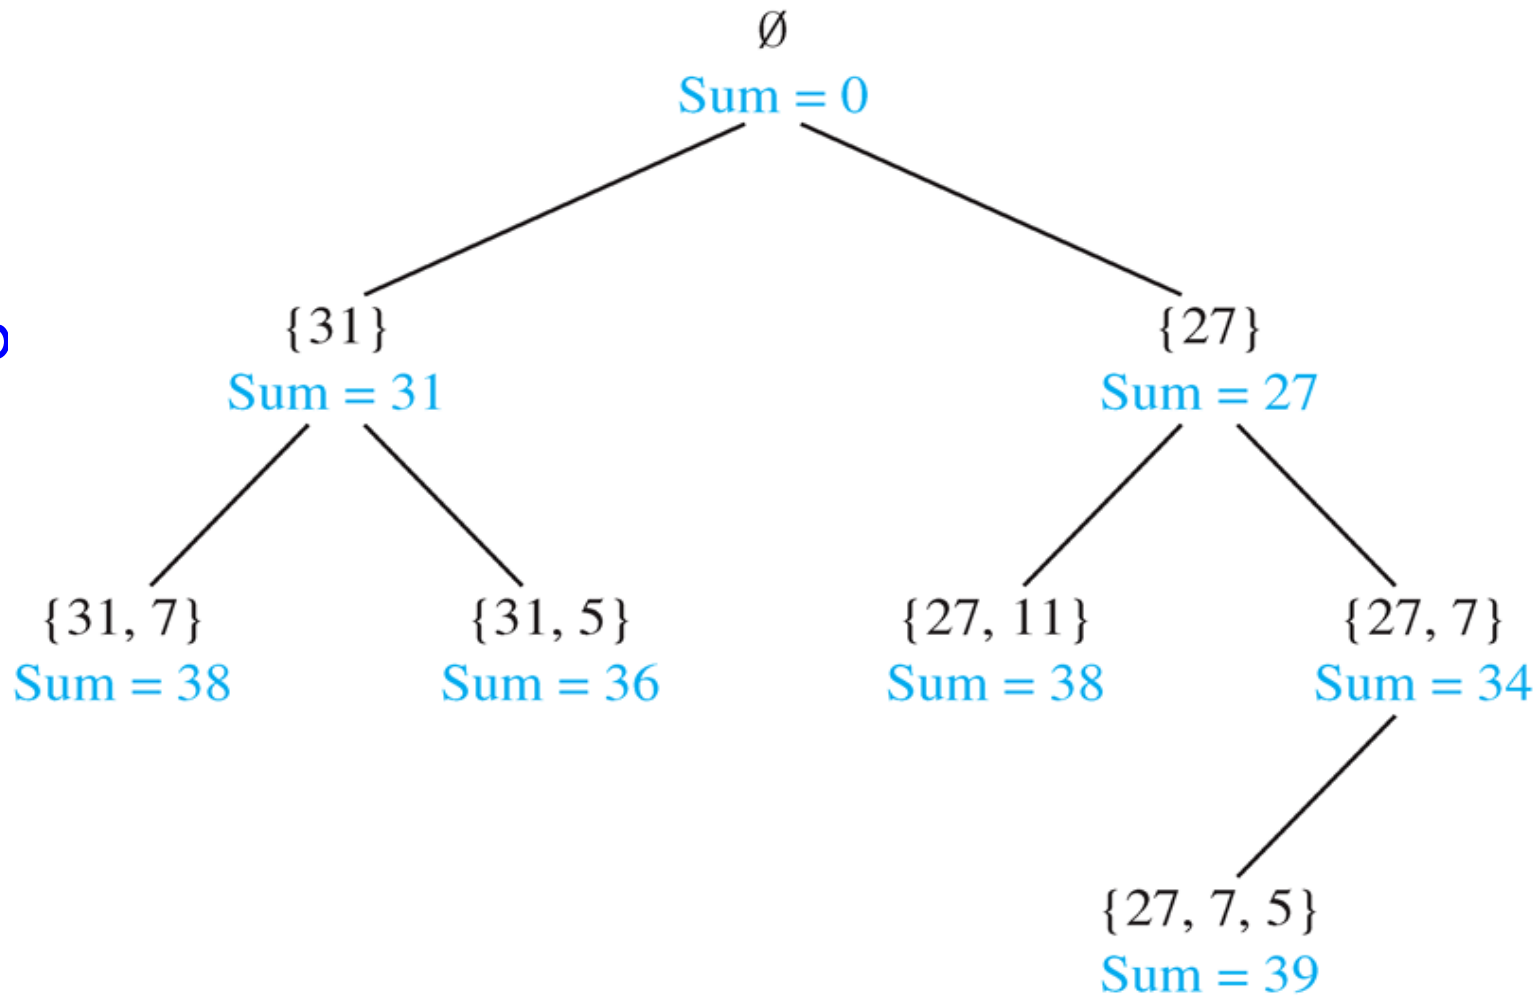 ∅
Sum = 0
{31}
Sum = 31
{27}
Sum = 27
{31, 7}
Sum = 38
{31, 5}
Sum = 36
{27, 11}
Sum = 38
{27, 7}
Sum = 34
{27, 7, 5}
Sum = 39